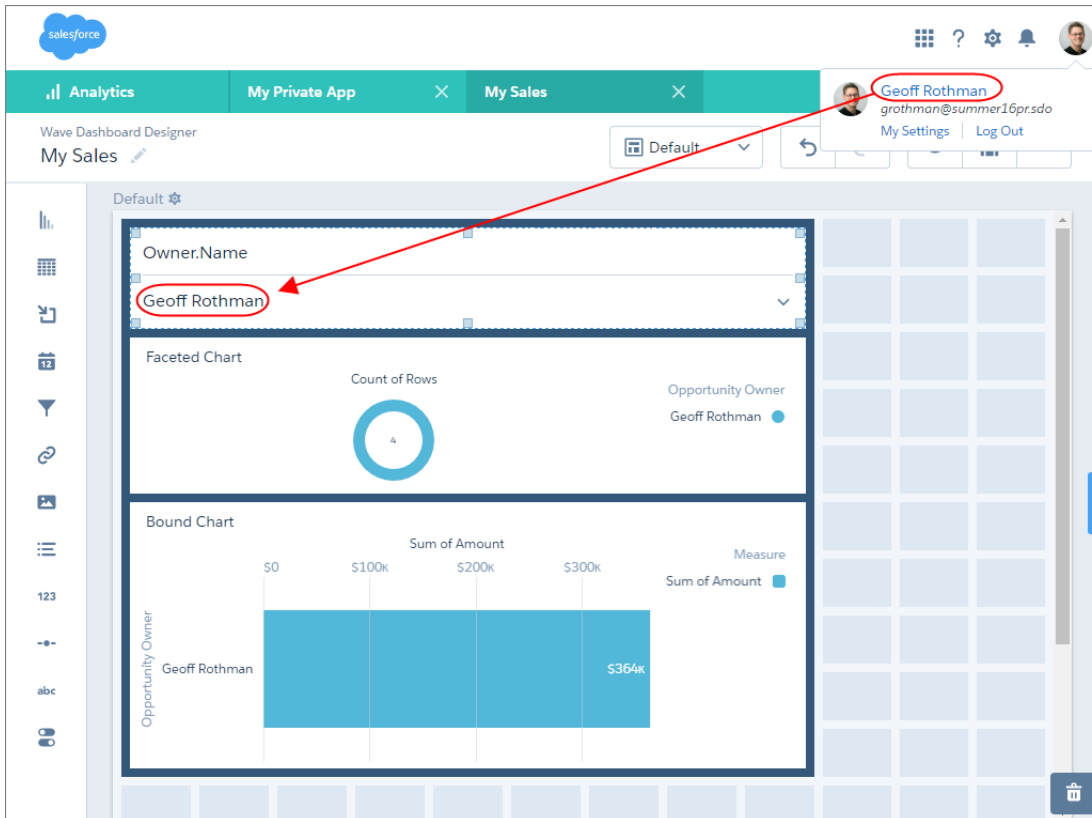 salesforce
Analytics
My Private App
My Sales
Geoff Rothman
grothman@summer16pr.sdo
My Settings
Log Out
Wave Dashboard Designer
My Sales
Default
Default
Owner.Name
Geoff Rothman
Faceted Chart
Count of Rows
4
Opportunity Owner
Geoff Rothman
Bound Chart
Sum of Amount
$0 $100K $200K $300K
Measure
Sum of Amount
Opportunity Owner
Geoff Rothman
$364K
12
123
abc